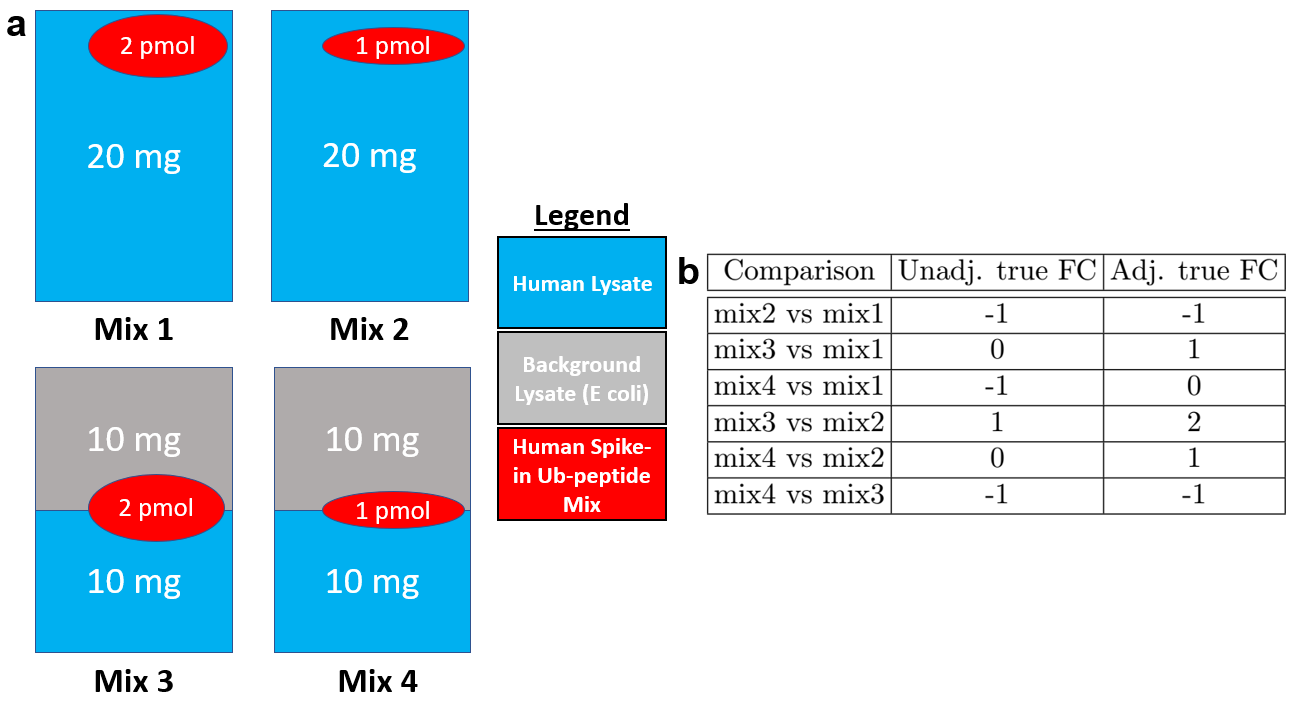 a
2 pmol
20 mg
Mix 1
1 pmol
20 mg
Mix 2
10 mg
2 pmol
10 mg
Mix 3
10 mg
1 pmol
10 mg
Mix 4
Legend
Human Lysate
Background
Lysate (E coli)
Human Spike-
in Ub-peptide
Mix
b
Comparison Unadj. true FC Adj. true FC
mix2 vs mix1 -1 -1
mix3 vs mix1 0 1
mix4 vs mix1 -1 0
mix3 vs mix2 1 2
mix4 vs mix2 0 1
mix4 vs mix3 -1 -1